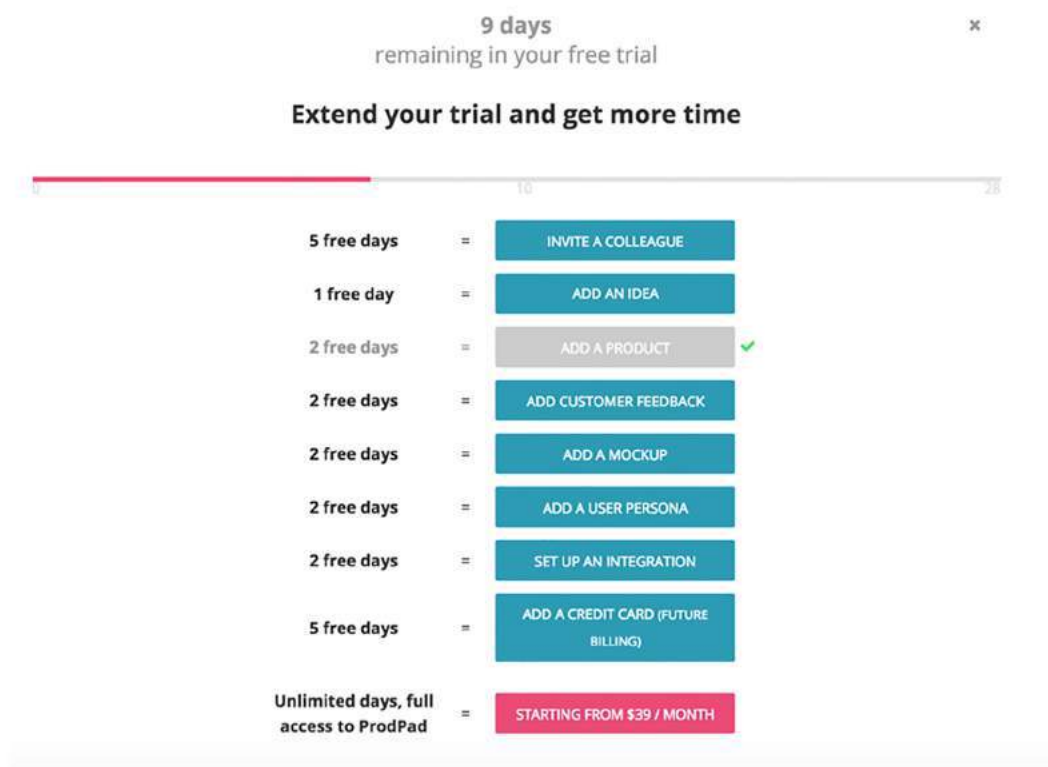 9 days
×
remaining in your free trial
Extend your trial and get more time
0 10 28
5 free days = INVITE A COLLEAGUE
1 free day = ADD AN IDEA
2 free days = ADD A PRODUCT ✓
2 free days = ADD CUSTOMER FEEDBACK
2 free days = ADD A MOCKUP
2 free days = ADD A USER PERSONA
2 free days = SET UP AN INTEGRATION
5 free days = ADD A CREDIT CARD (FUTURE
BILLING)
Unlimited days, full
access to ProdPad
= STARTING FROM $39 / MONTH